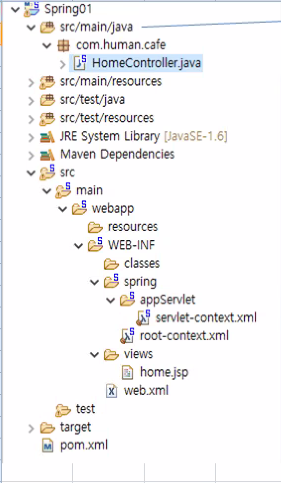 Spring01
src/main/java
com.human.cafe
HomeController.java
src/main/resources
src/test/java
src/test/resources
JRE System Library [JavaSE-1.6]
Maven Dependencies
src
main
webapp
resources
WEB-INF
classes
spring
appServlet
servlet-context.xml
root-context.xml
views
home.jsp
web.xml
test
target
pom.xml